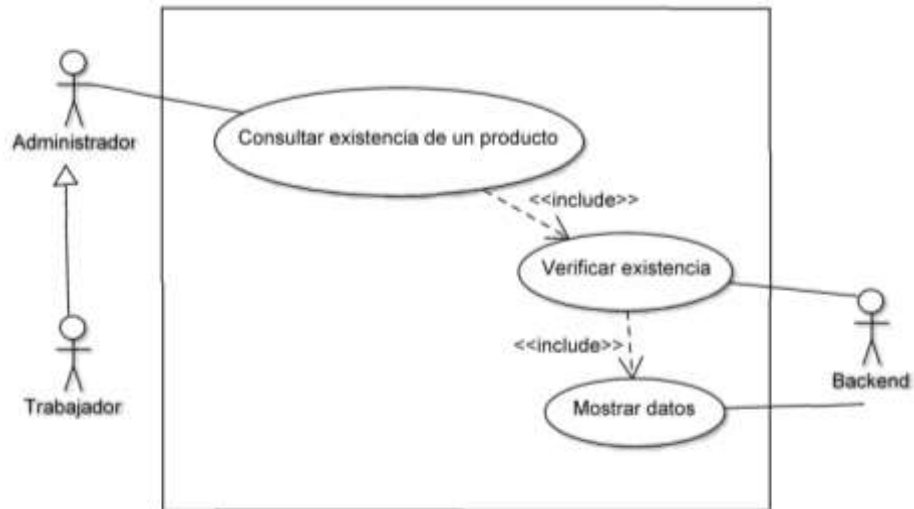 Administrador
Consultar existencia de un producto
<<include>>
Verificar existencia
<<include>>
Backend
Trabajador
Mostrar datos